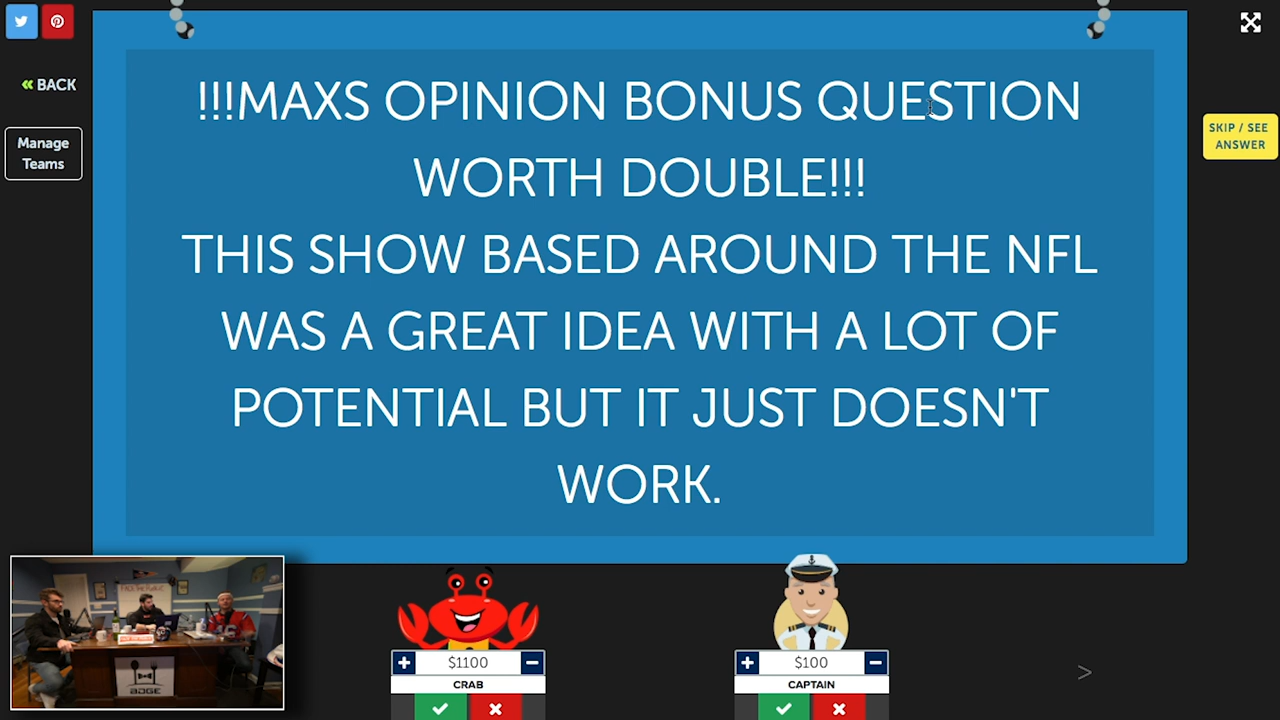 BACK
Manage
Teams
!!!MAXS OPINION BONUS QUESTION
WORTH DOUBLE!!!
THIS SHOW BASED AROUND THE NFL
WAS A GREAT IDEA WITH A LOT OF
POTENTIAL BUT IT JUST DOESN'T
WORK.
SKIP / SEE
ANSWER
$1100
CRAB
$100
CAPTAIN